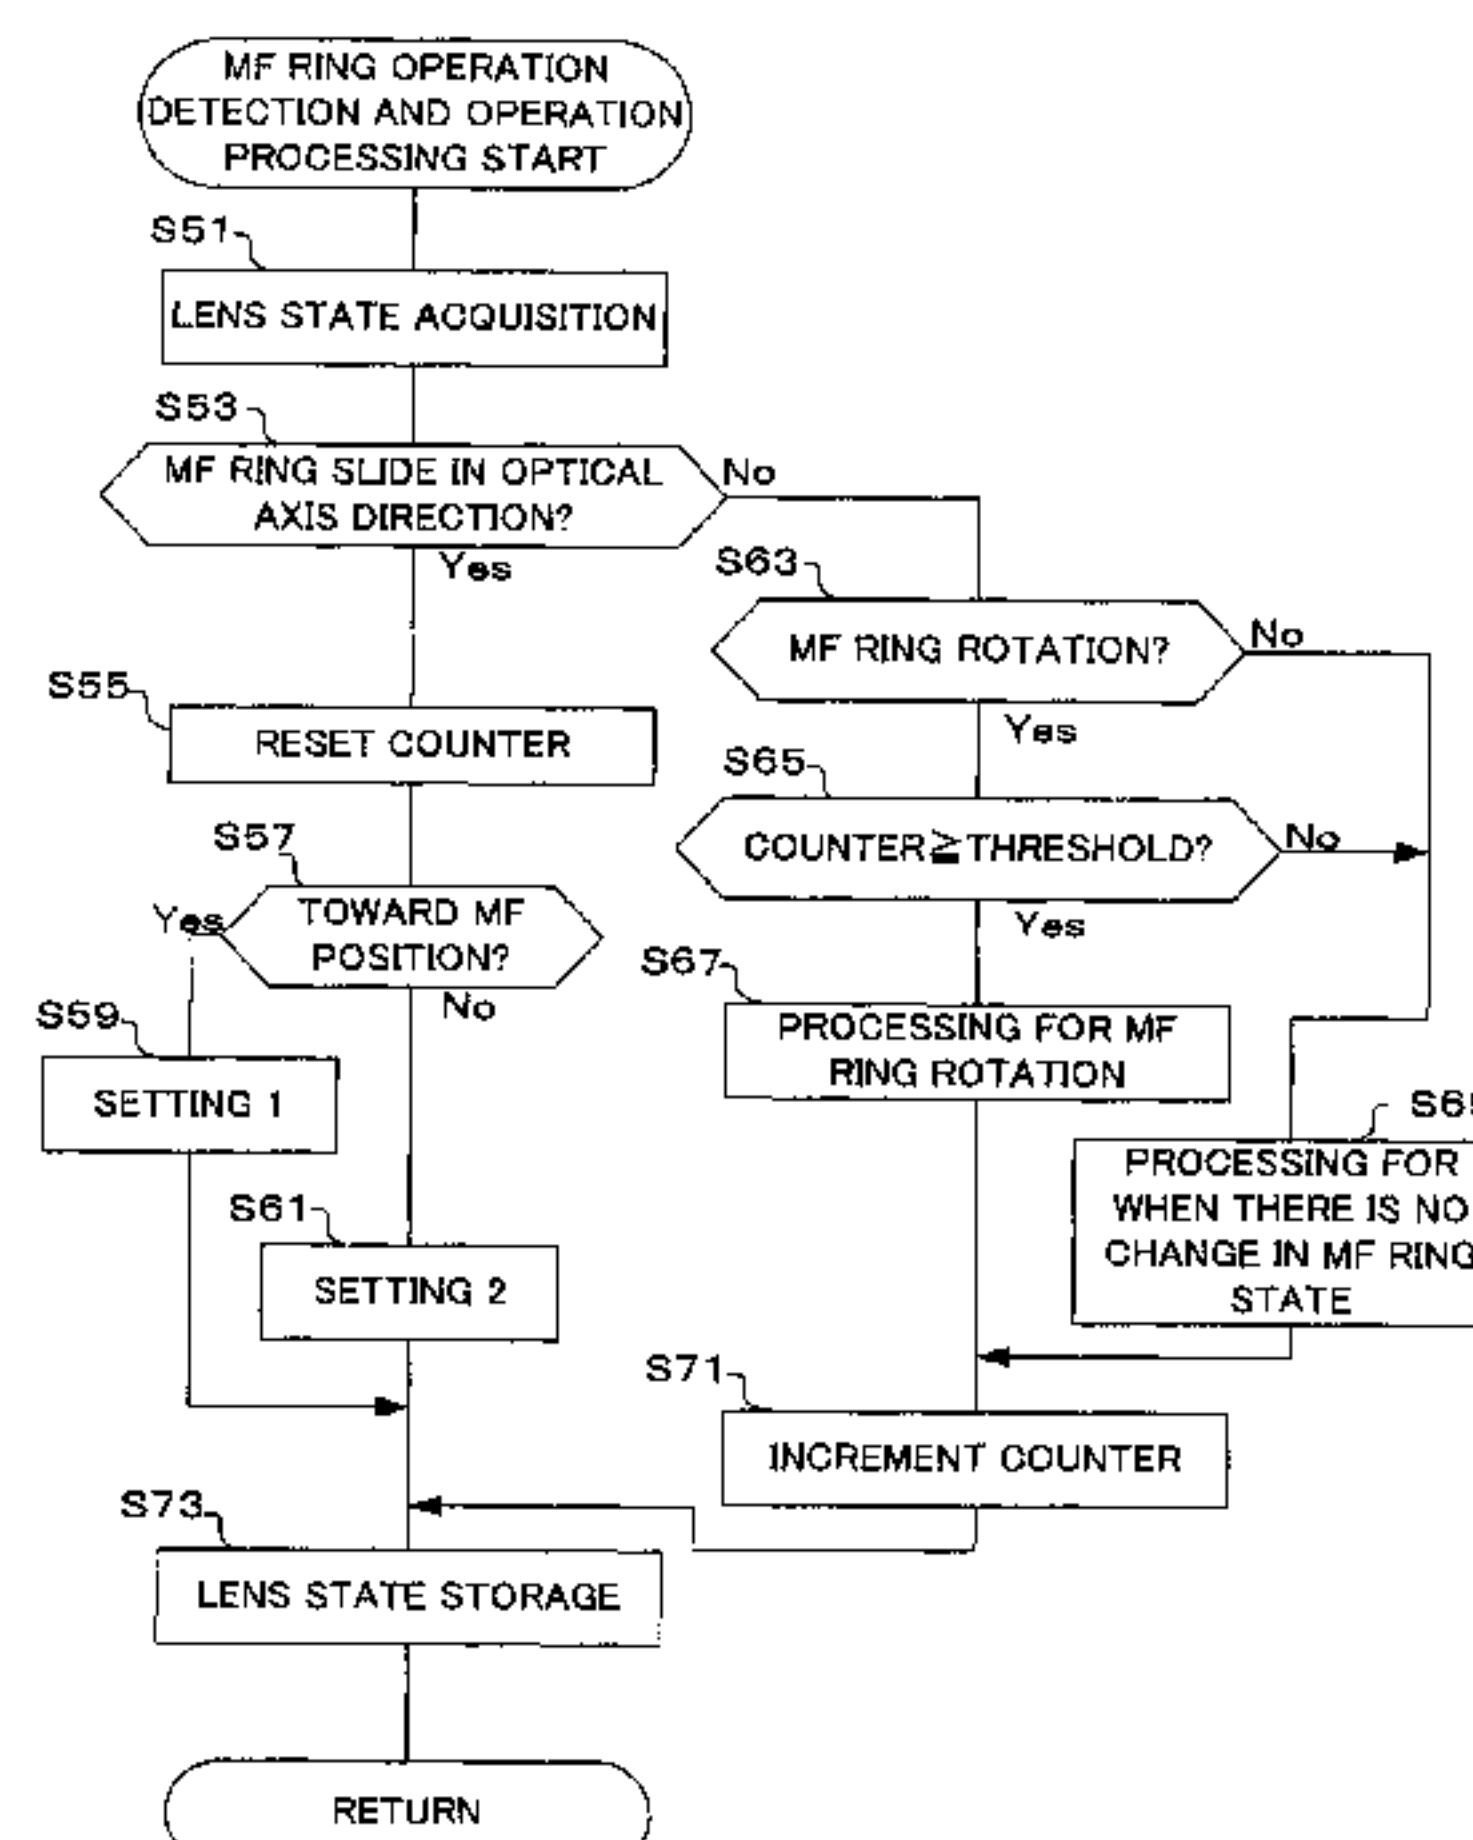 MF RING OPERATION
DETECTION AND OPERATION
PROCESSING START
S51
LENS STATE ACQUISITION
S53
MF RING SLIDE IN OPTICAL
AXIS DIRECTION?
No
Yes
S63
MF RING ROTATION?
No
Yes
S55
RESET COUNTER
S65
COUNTER≧THRESHOLD?
No
Yes
S57
TOWARD MF
POSITION?
Yes
No
S67
PROCESSING FOR MF
RING ROTATION
S59
SETTING 1
PROCESSING FOR
WHEN THERE IS NO
CHANGE IN MF RING
STATE
S61
SETTING 2
S71
INCREMENT COUNTER
S73
LENS STATE STORAGE
RETURN